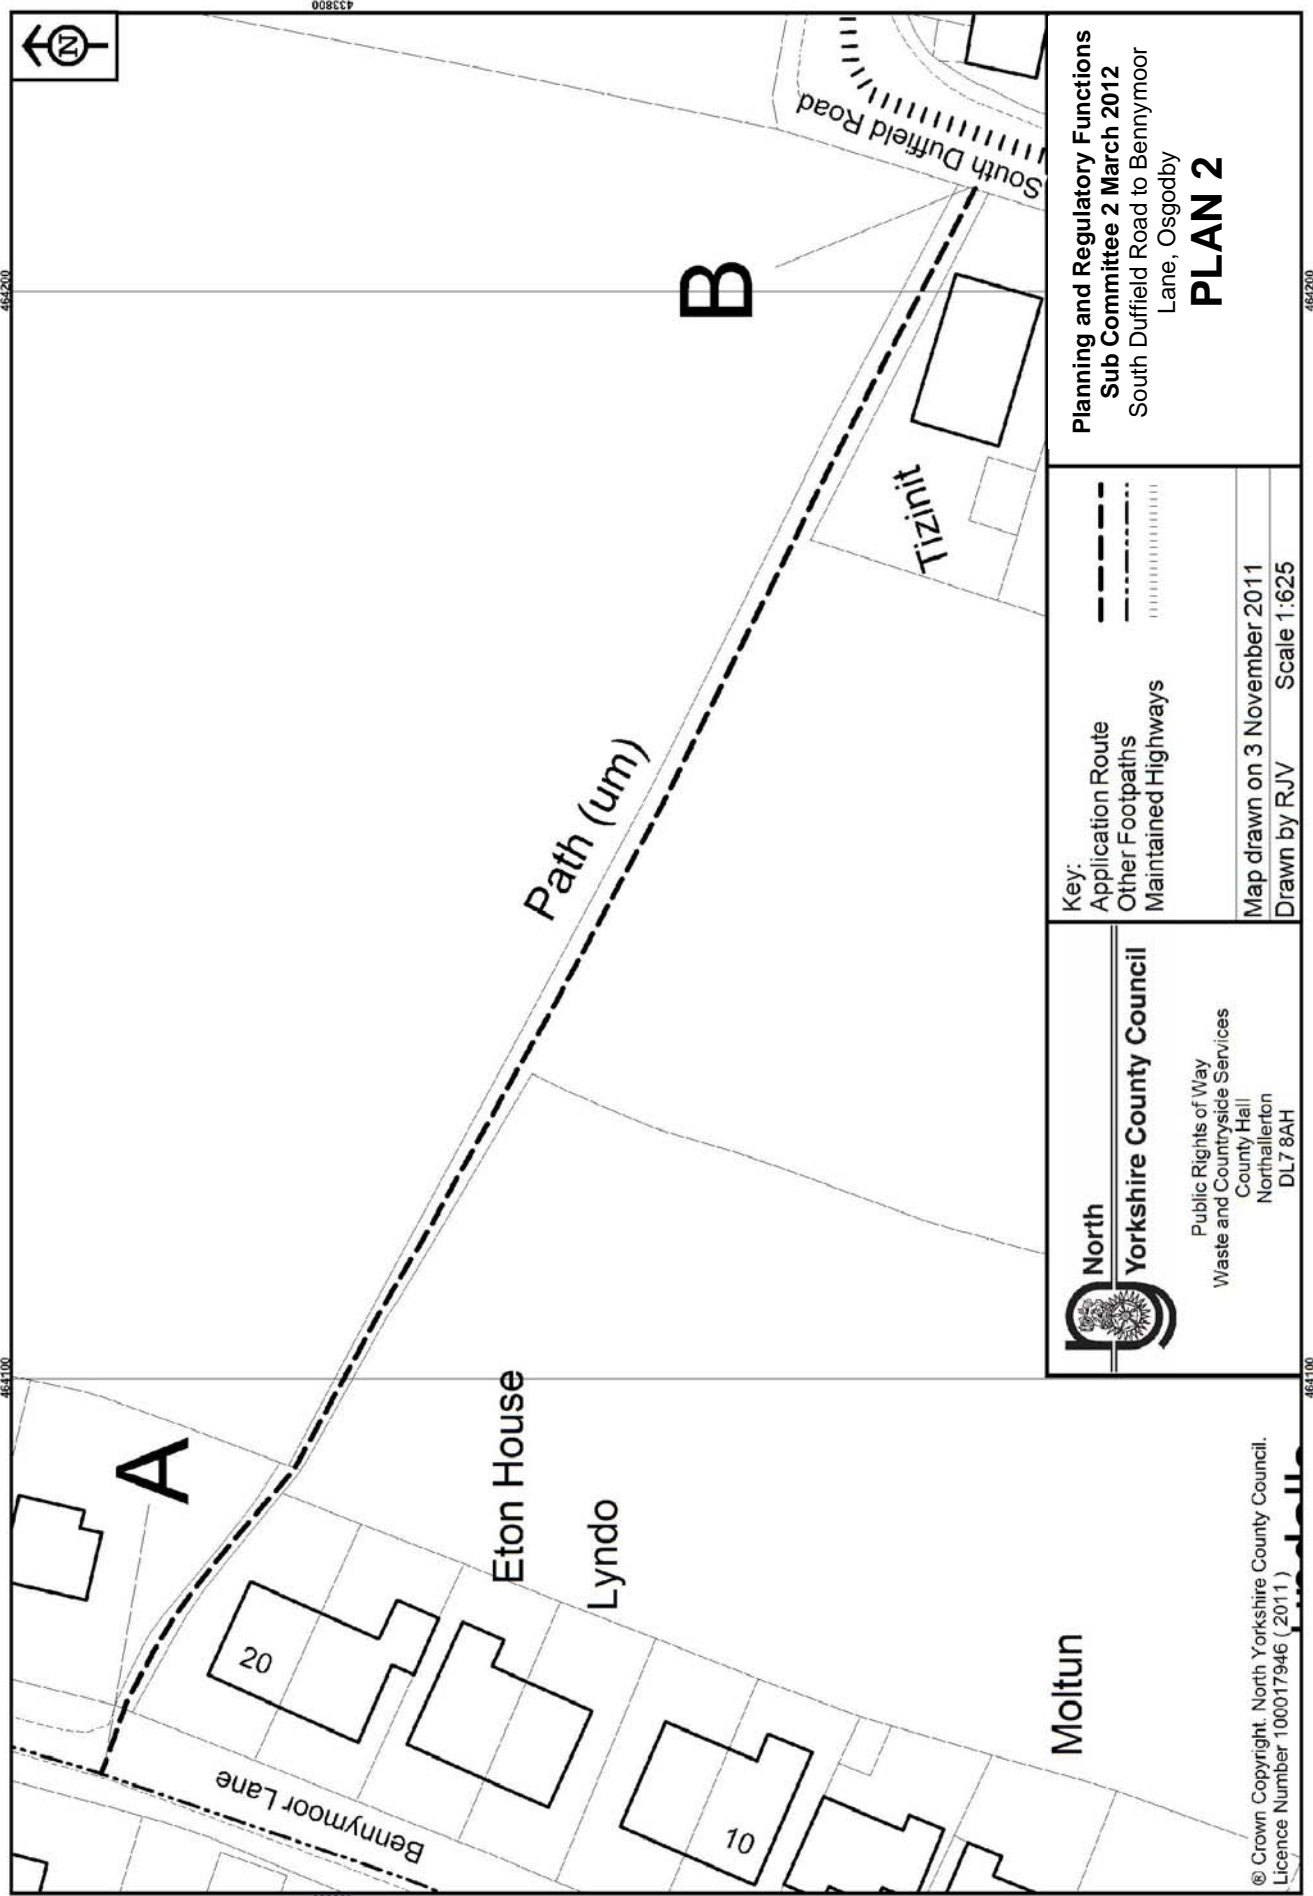 433800
N
464200
464100
A
B
South Duffield Road
Path (um)
Tizinit
Eton House
Lyndo
20
Bennymoor Lane
10
Moltun
® Crown Copyright. North Yorkshire County Council.
Licence Number 100017946 ( 2011 )
464100
464200
North
Yorkshire County Council
Public Rights of Way
Waste and Countryside Services
County Hall
Northallerton
DL7 8AH
Key:
Application Route
Other Footpaths
Maintained Highways
Map drawn on 3 November 2011
Drawn by RJV Scale 1:625
Planning and Regulatory Functions
Sub Committee 2 March 2012
South Duffield Road to Bennymoor
Lane, Osgodby
PLAN 2